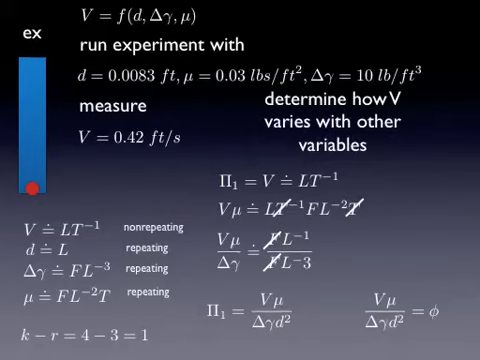 ex
V = f(d, Δγ, μ)
run experiment with
d = 0.0083 ft, μ = 0.03 lbs/ft², Δγ = 10 lb/ft³
measure
V = 0.42 ft/s
determine how V
varies with other
variables
Π₁ = V ≐ LT⁻¹
Vμ ≐ LT⁻¹FL⁻²T
Vμ/Δγ ≐ FL⁻¹/FL⁻3
V ≐ LT⁻¹ nonrepeating
d ≐ L repeating
Δγ ≐ FL⁻³ repeating
μ ≐ FL⁻²T repeating
Π₁ = Vμ/Δγd² Vμ/Δγd² = ϕ
k − r = 4 − 3 = 1